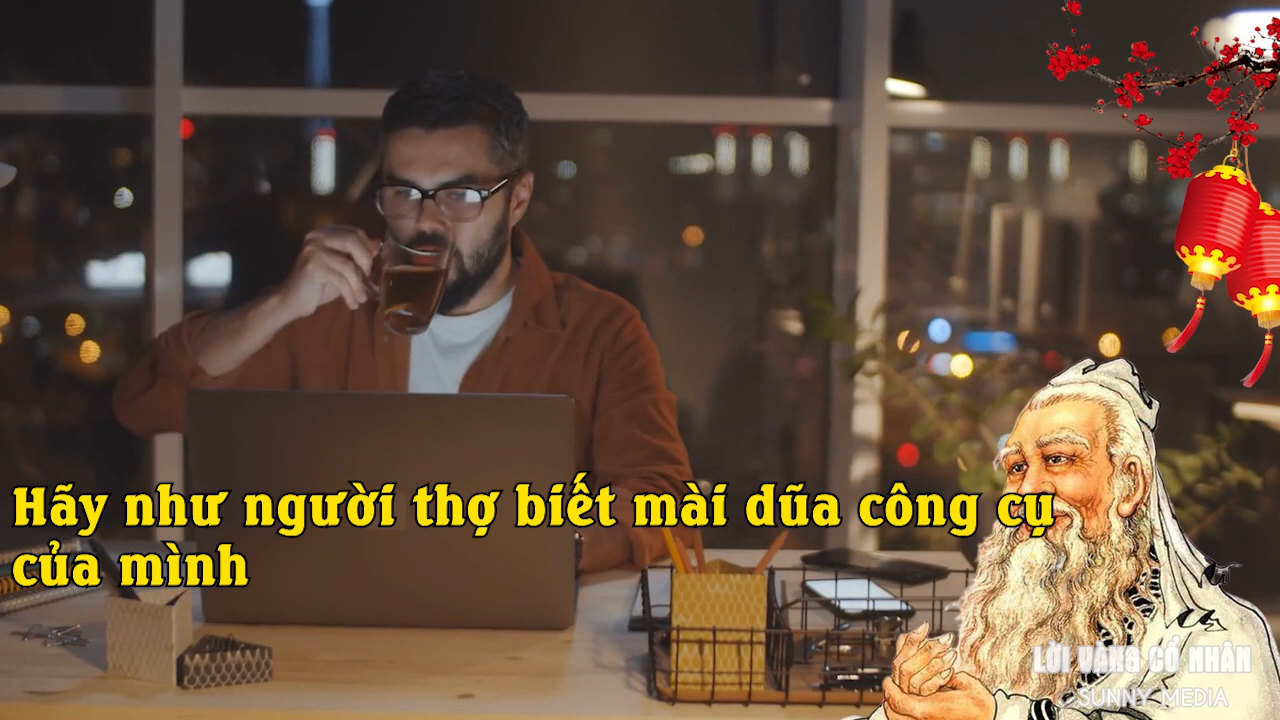 Hãy như người thợ biết mài dũa công cụ
của mình
LỜI VÀNG CỔ NHÂN
SUNNY MEDIA